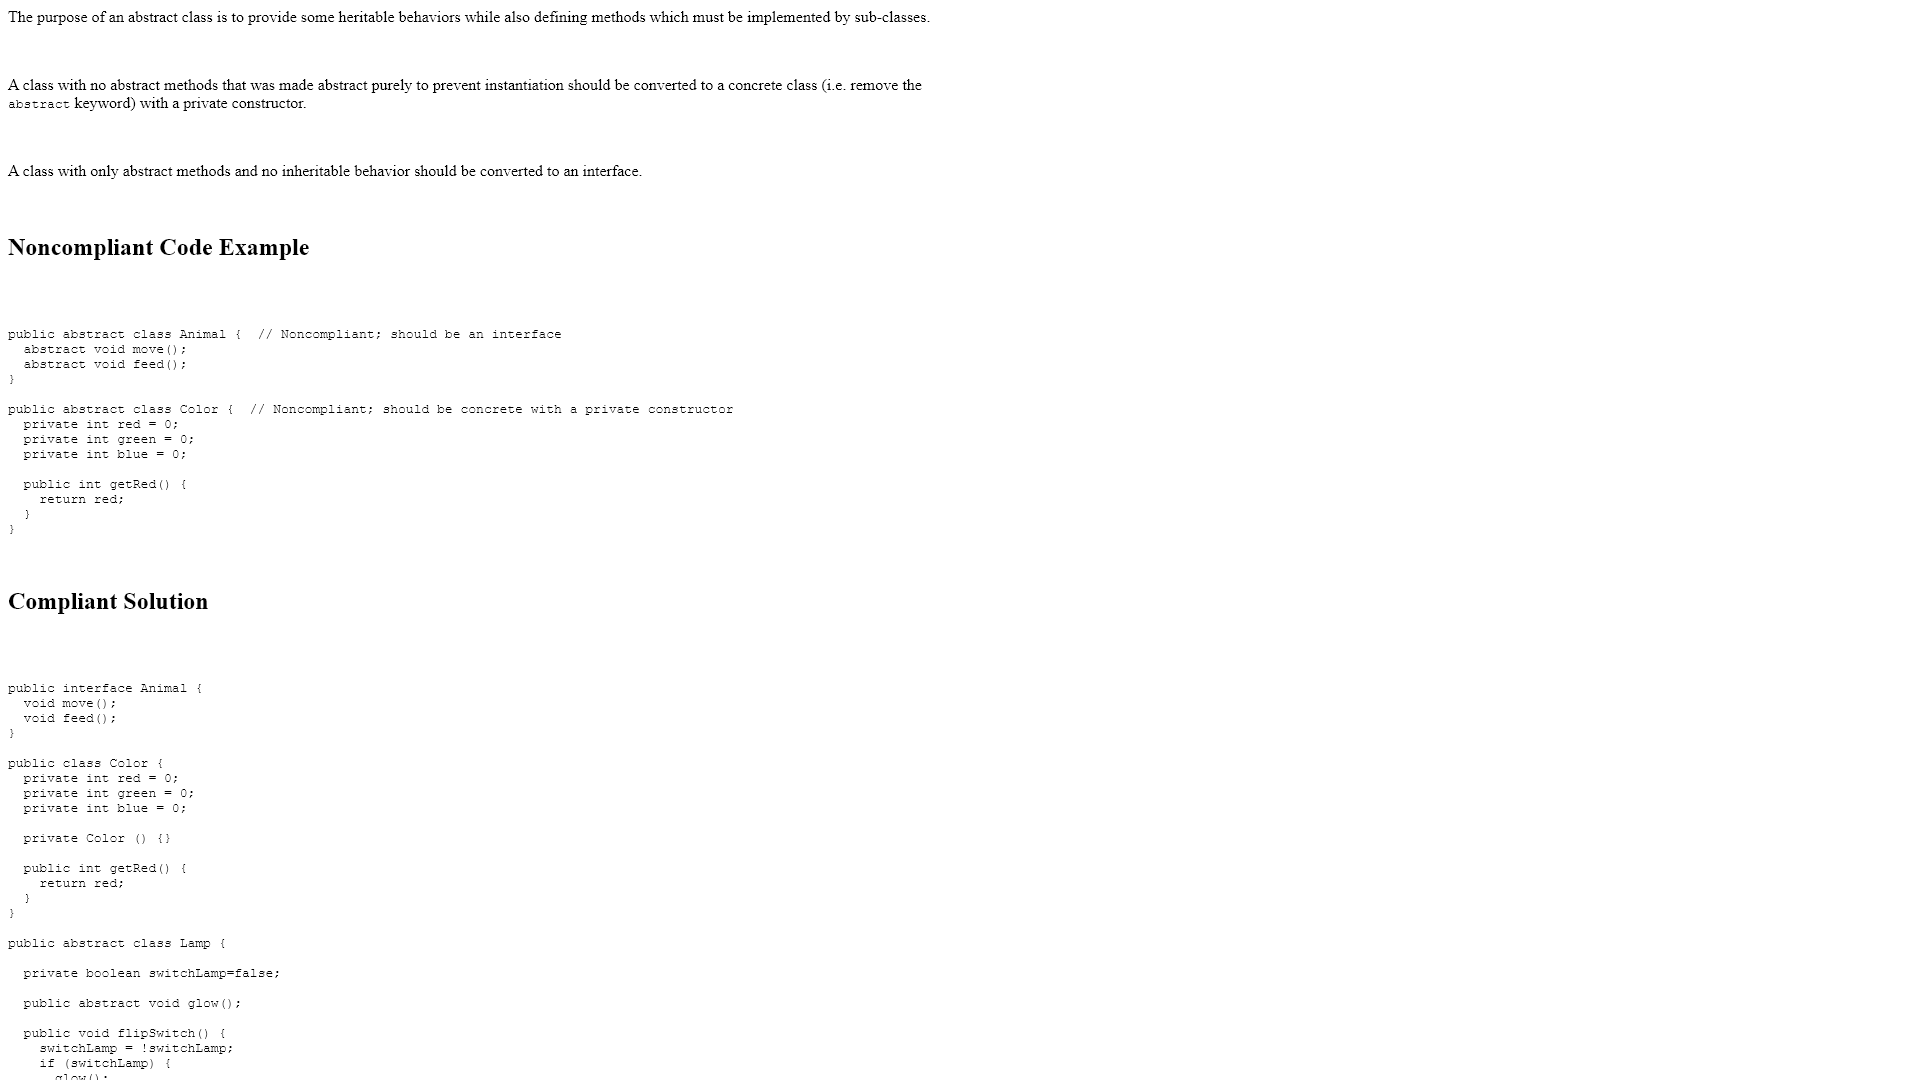 The purpose of an abstract class is to provide some heritable behaviors while also defining methods which must be implemented by sub-classes.
A class with no abstract methods that was made abstract purely to prevent instantiation should be converted to a concrete class (i.e. remove the
abstract keyword) with a private constructor.
A class with only abstract methods and no inheritable behavior should be converted to an interface.
Noncompliant Code Example
public abstract class Animal {  // Noncompliant; should be an interface
  abstract void move();
  abstract void feed();
}
public abstract class Color {  // Noncompliant; should be concrete with a private constructor
  private int red = 0;
  private int green = 0;
  private int blue = 0;
  public int getRed() {
    return red;
  }
}
Compliant Solution
public interface Animal {
  void move();
  void feed();
}
public class Color {
  private int red = 0;
  private int green = 0;
  private int blue = 0;
  private Color () {}
  public int getRed() {
    return red;
  }
}
public abstract class Lamp {
  private boolean switchLamp=false;
  public abstract void glow();
  public void flipSwitch() {
    switchLamp = !switchLamp;
    if (switchLamp) {
      glow();